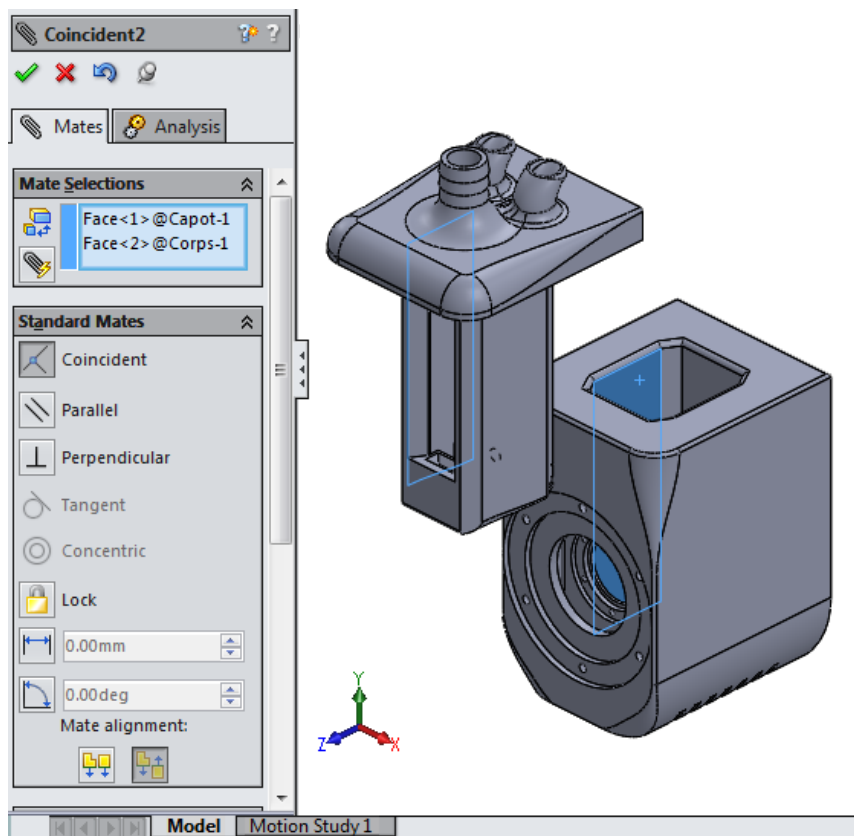 Coincident2
? ?
Mates Analysis
Mate Selections
Face<1>@Capot-1
Face<2>@Corps-1
Standard Mates
Coincident
Parallel
Perpendicular
Tangent
Concentric
Lock
0.00mm
0.00deg
Mate alignment:
Y
Z X
Model Motion Study 1